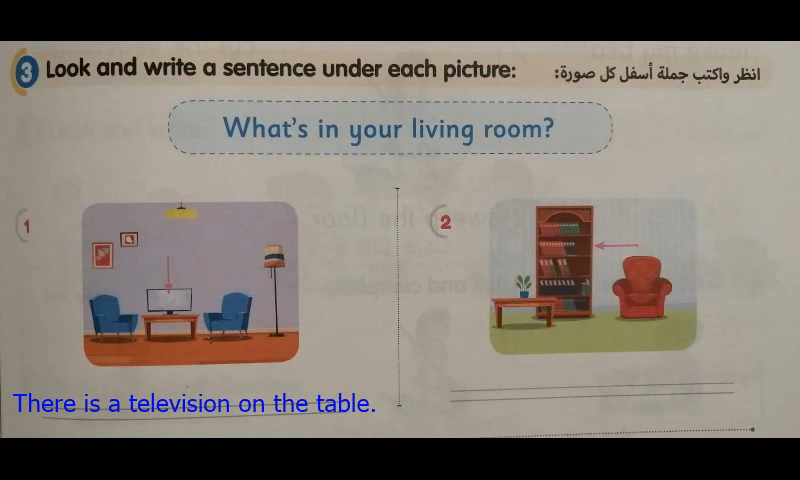 3 Look and write a sentence under each picture:
انظر واكتب جملة أسفل كل صورة:
What's in your living room?
1
2
There is a television on the table.